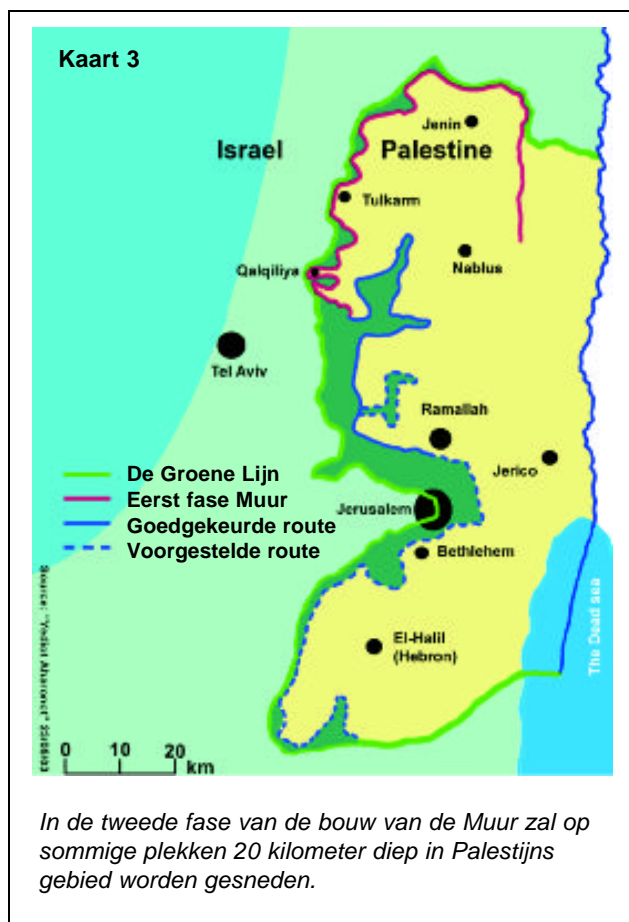 Kaart 3
Israel
Palestine
Jenin
Tulkarm
Qalqiliya
Nablus
Tel Aviv
Ramallah
Jerico
Jerusalem
Bethlehem
El-Halil
(Hebron)
The Dead sea
De Groene Lijn
Eerst fase Muur
Goedgekeurde route
Voorgestelde route
Source: "Yediot
0 10 20
km
In de tweede fase van de bouw van de Muur zal op
sommige plekken 20 kilometer diep in Palestijns
gebied worden gesneden.